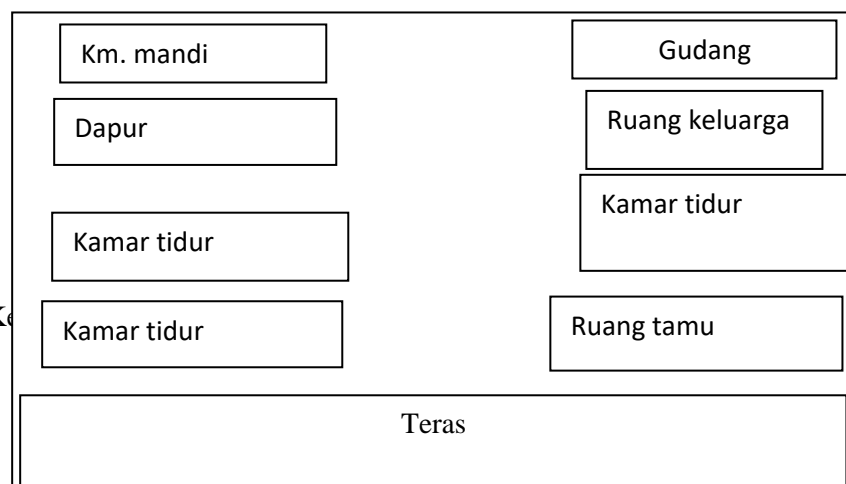 Km. mandi
Gudang
Dapur
Ruang keluarga
Kamar tidur
Kamar tidur
Kamar tidur
Ruang tamu
Teras